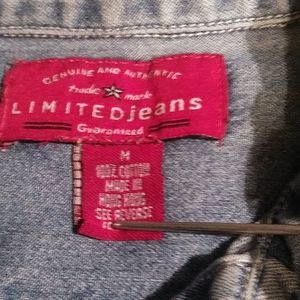 GENUINE AND AUTHENTIC
trade mark
LIMITEDjeans
Guaranteed
M
100% COTTON
MADE IN
HONG KONG
SEE REVERSE